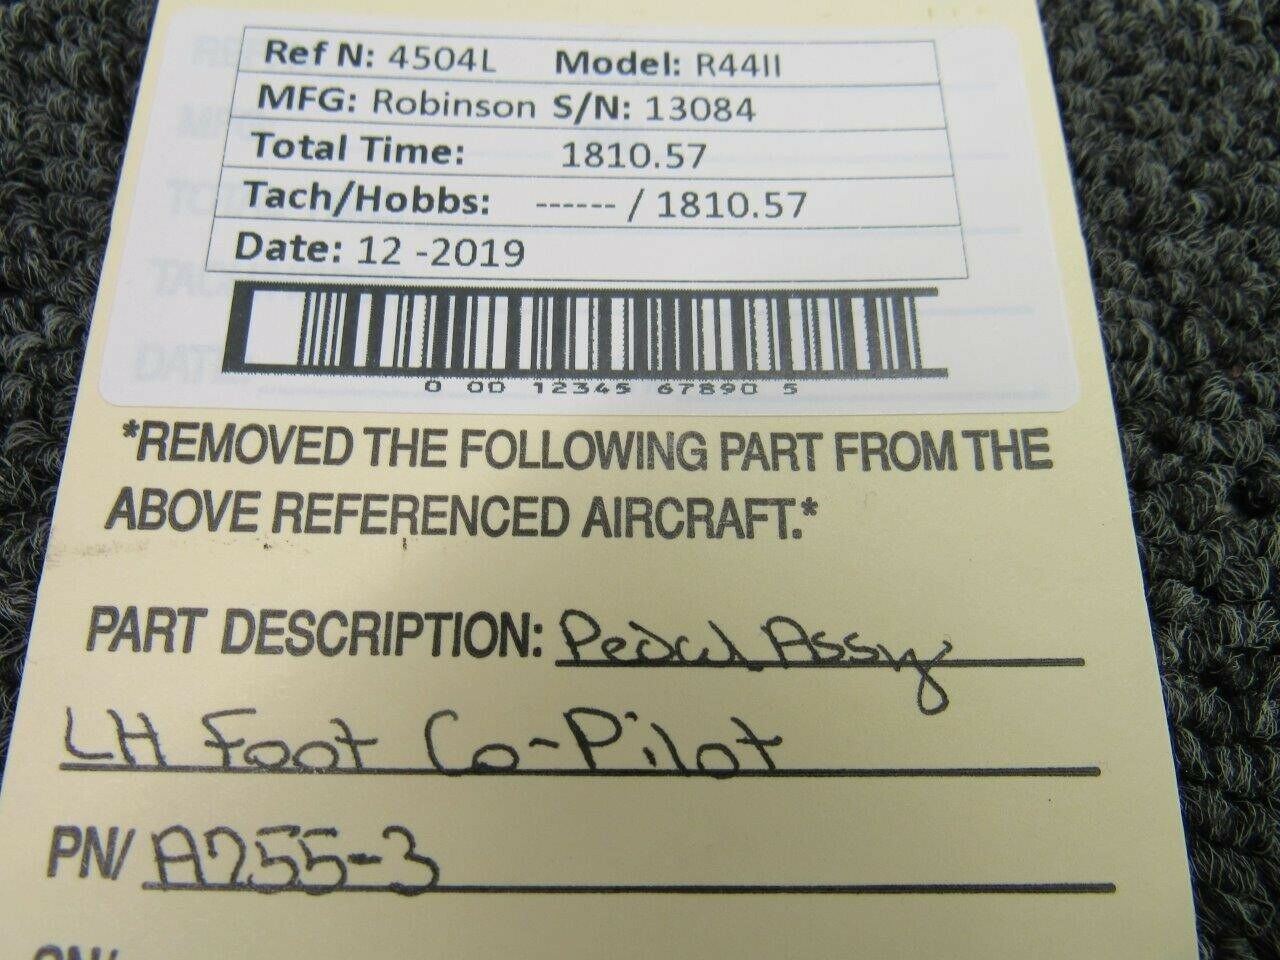 Ref N: 4504L Model: R44II
MFG: Robinson S/N: 13084
Total Time: 1810.57
Tach/Hobbs: ------ / 1810.57
Date: 12 -2019
0 00 12345 67890 5
*REMOVED THE FOLLOWING PART FROM THE
ABOVE REFERENCED AIRCRAFT.*
PART DESCRIPTION: Pedal Assy
LH Foot Co-Pilot
PN/ A755-3
SN/